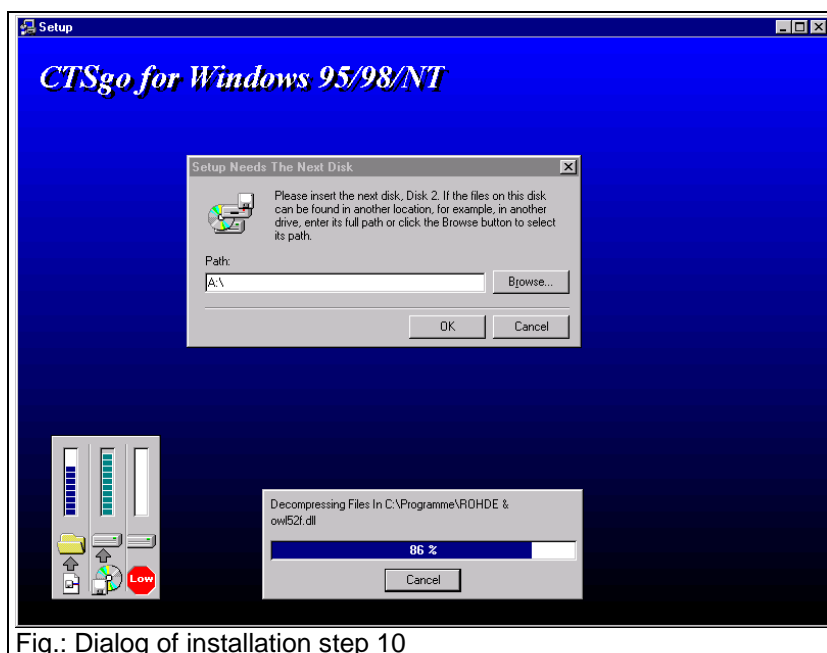 Setup
CTSgo for Windows 95/98/NT
Setup Needs The Next Disk
Please insert the next disk, Disk 2. If the files on this disk
can be found in another location, for example, in another
drive, enter its full path or click the Browse button to select
its path.
Path:
A:\
Browse...
OK
Cancel
Decompressing Files In C:\Programme\ROHDE &
owl52f.dll
86 %
Cancel
Low
Fig.: Dialog of installation step 10